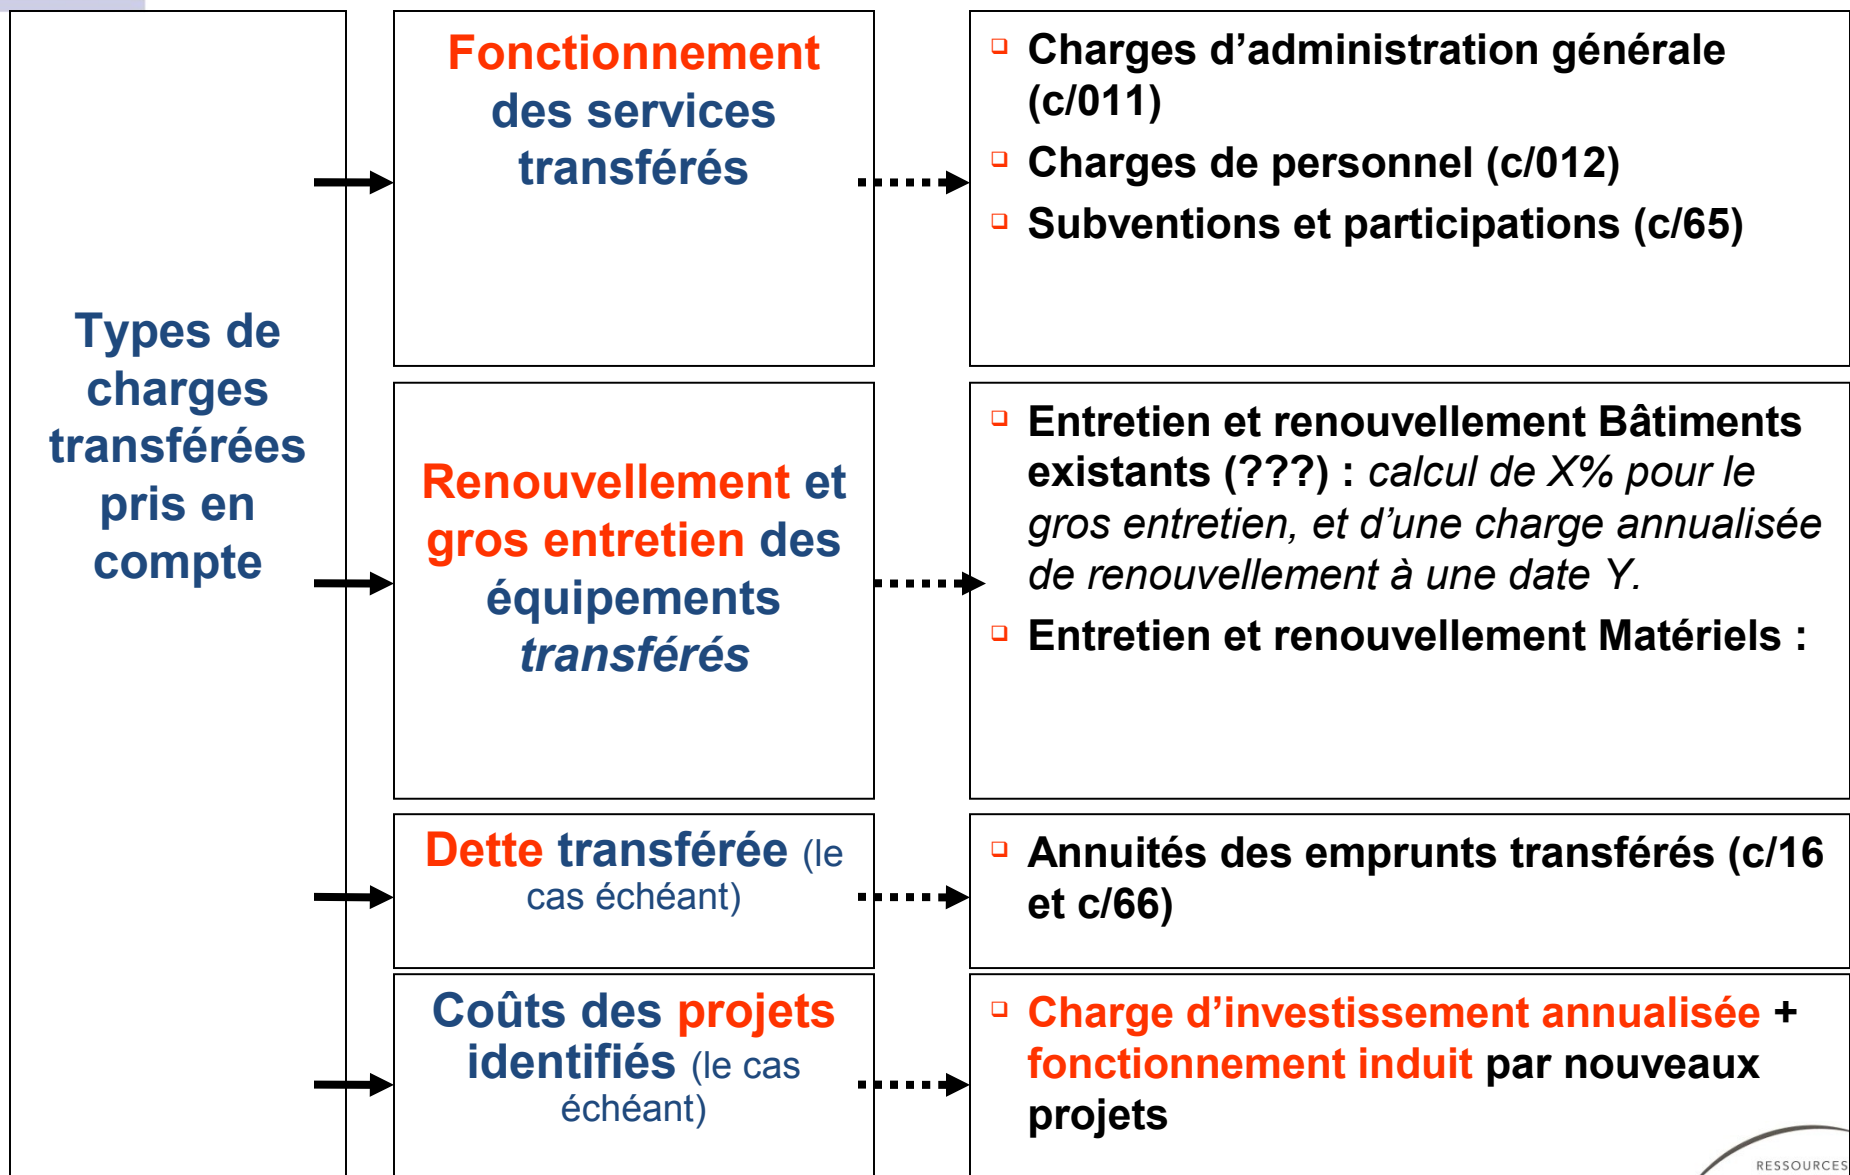 Types de
charges
transférées
pris en
compte
Fonctionnement
des services
transférés
Charges d’administration générale
(c/011)
Charges de personnel (c/012)
Subventions et participations (c/65)
Renouvellement et
gros entretien des
équipements
transférés
Entretien et renouvellement Bâtiments
existants (???) : calcul de X% pour le
gros entretien, et d’une charge annualisée
de renouvellement à une date Y.
Entretien et renouvellement Matériels :
Dette transférée (le
cas échéant)
Annuités des emprunts transférés (c/16
et c/66)
Coûts des projets
identifiés (le cas
échéant)
Charge d’investissement annualisée +
fonctionnement induit par nouveaux
projets
RESSOURCES